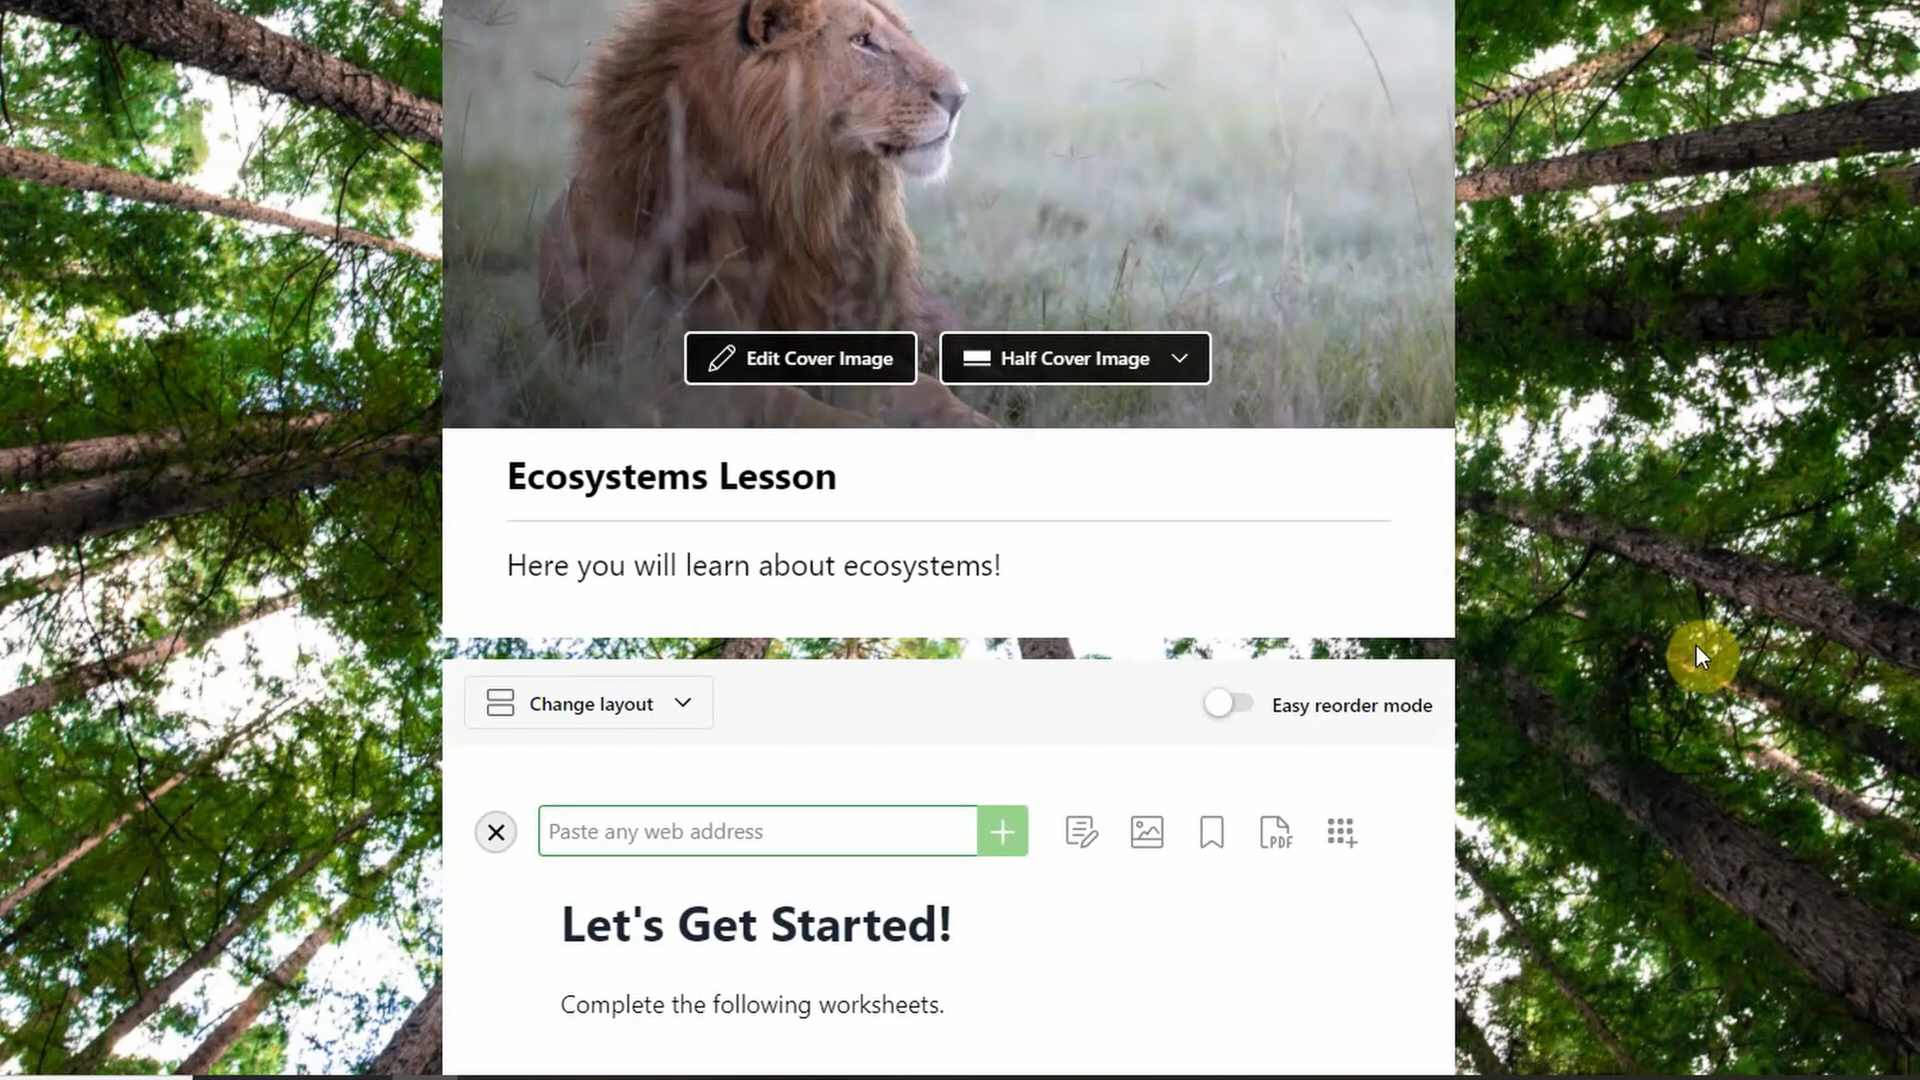 Edit Cover Image
Half Cover Image
Ecosystems Lesson
Here you will learn about ecosystems!
Change layout
Easy reorder mode
Paste any web address
PDF
Let's Get Started!
Complete the following worksheets.